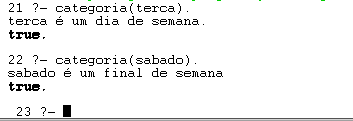 21 ?- categoria(terca).
terca é um dia de semana.
true.
22 ?- categoria(sabado).
sabado é um final de semana
true.
23 ?-